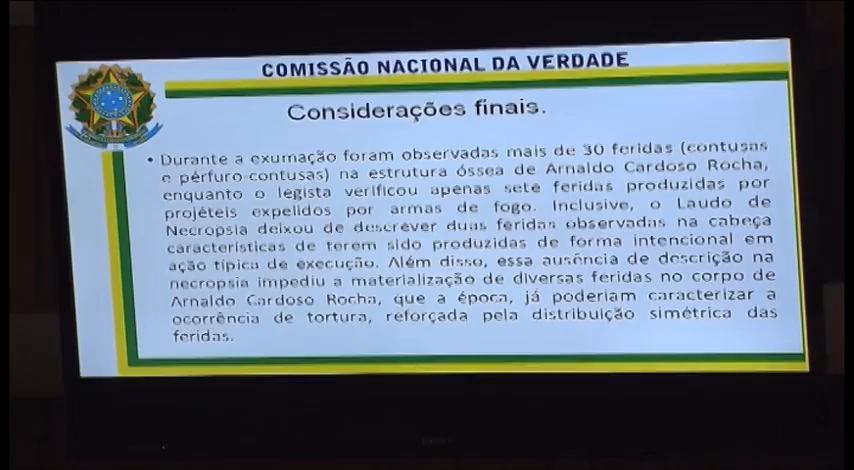 COMISSÃO NACIONAL DA VERDADE
Considerações finais.
• Durante a exumação foram observadas mais de 30 feridas (contusas
e pérfuro-contusas) na estrutura óssea de Arnaldo Cardoso Rocha,
enquanto o legista verificou apenas sete feridas produzidas por
projéteis expelidos por armas de fogo. Inclusive, o Laudo de
Necropsia deixou de descrever duas feridas observadas na cabeça
características de terem sido produzidas de forma intencional em
ação típica de execução. Além disso, essa ausência de descrição na
necropsia impediu a materialização de diversas feridas no corpo de
Arnaldo Cardoso Rocha, que a época, já poderiam caracterizar a
ocorrência de tortura, reforçada pela distribuição simétrica das
feridas.